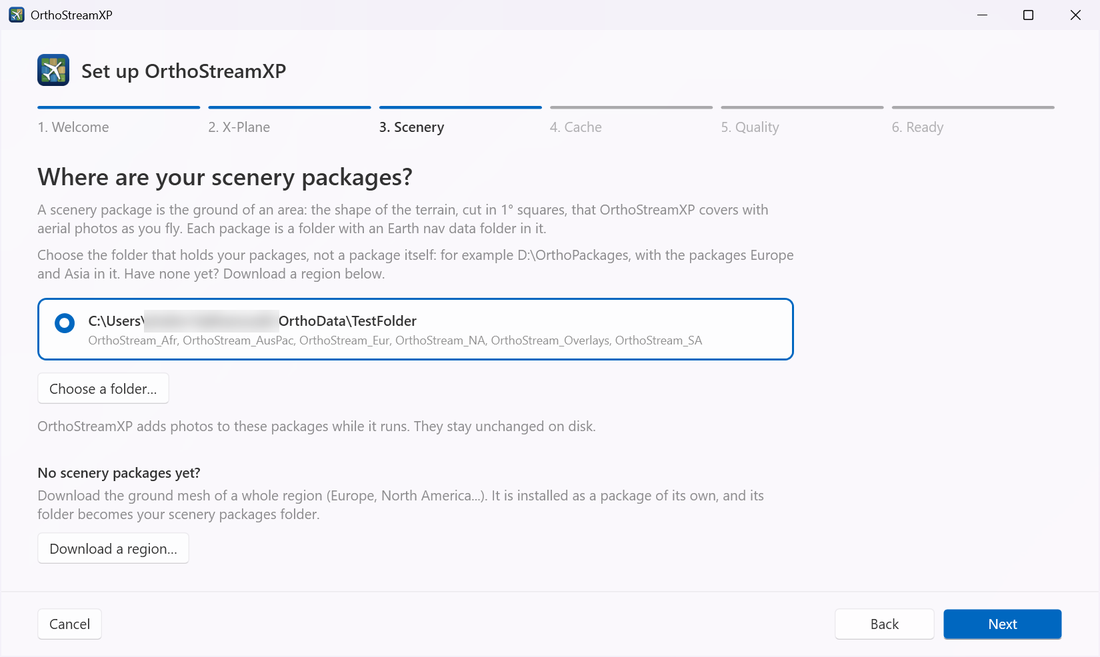 OrthoStreamXP
Set up OrthoStreamXP
1. Welcome
2. X-Plane
3. Scenery
4. Cache
5. Quality
6. Ready
Where are your scenery packages?
A scenery package is the ground of an area: the shape of the terrain, cut in 1° squares, that OrthoStreamXP covers with
aerial photos as you fly. Each package is a folder with an Earth nav data folder in it.
Choose the folder that holds your packages, not a package itself: for example D:\OrthoPackages, with the packages Europe
and Asia in it. Have none yet? Download a region below.
C:\Users\ OrthoData\TestFolder
OrthoStream_Afr, OrthoStream_AusPac, OrthoStream_Eur, OrthoStream_NA, OrthoStream_Overlays, OrthoStream_SA
Choose a folder...
OrthoStreamXP adds photos to these packages while it runs. They stay unchanged on disk.
No scenery packages yet?
Download the ground mesh of a whole region (Europe, North America...). It is installed as a package of its own, and its
folder becomes your scenery packages folder.
Download a region...
Cancel
Back
Next